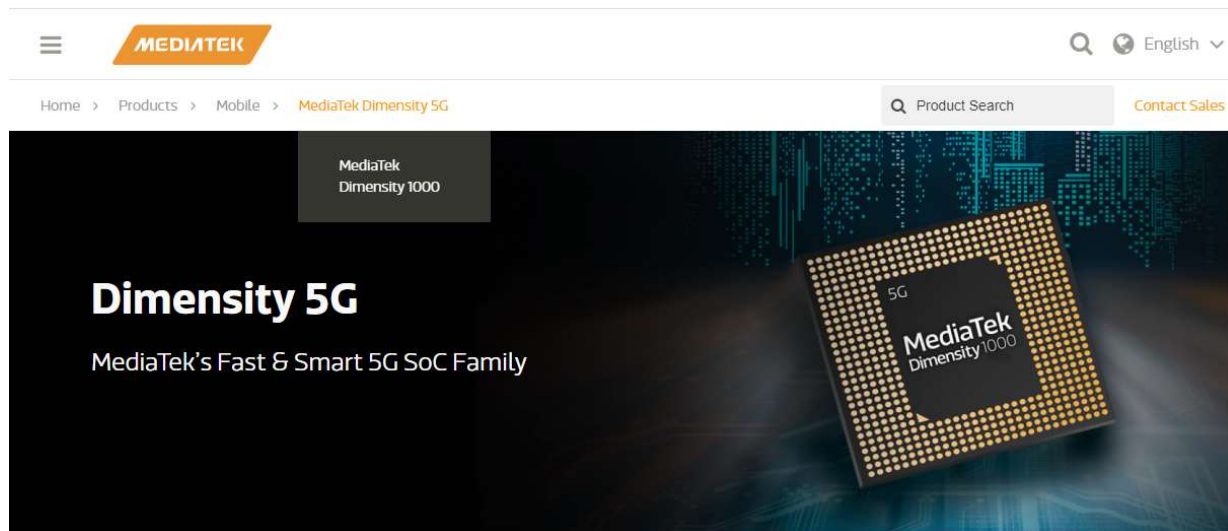 MEDIATEK
English
Home > Products > Mobile > MediaTek Dimensity 5G
Product Search
Contact Sales
MediaTek
Dimensity 1000
Dimensity 5G
MediaTek's Fast & Smart 5G SoC Family
5G
MediaTek
Dimensity 1000